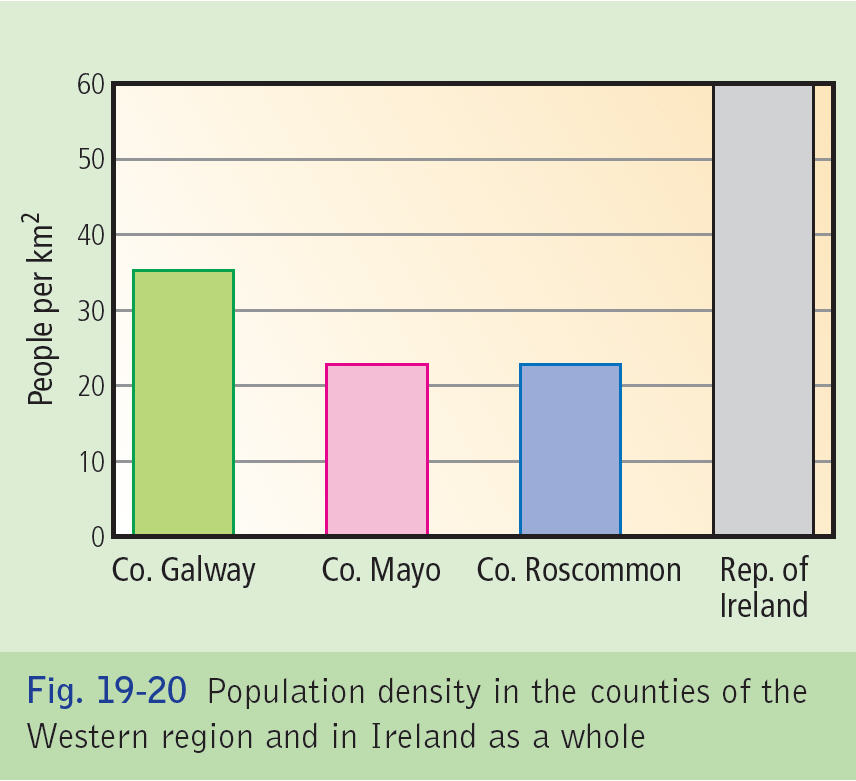 60
50
40
30
20
10
0
People per km²
Co. Galway
Co. Mayo
Co. Roscommon
Rep. of
Ireland
Fig. 19-20 Population density in the counties of the
Western region and in Ireland as a whole